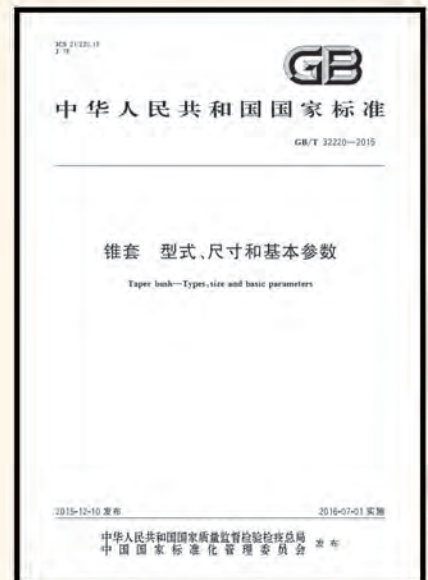 ICS 21.220.10
GB
中华人民共和国国家标准
GB/T 32220—2015
锥套 型式、尺寸和基本参数
Taper bush—Types,size and basic parameters
2015-12-10 发布
2016-07-01 实施
中华人民共和国国家质量监督检验检疫总局
中国国家标准化管理委员会
发布